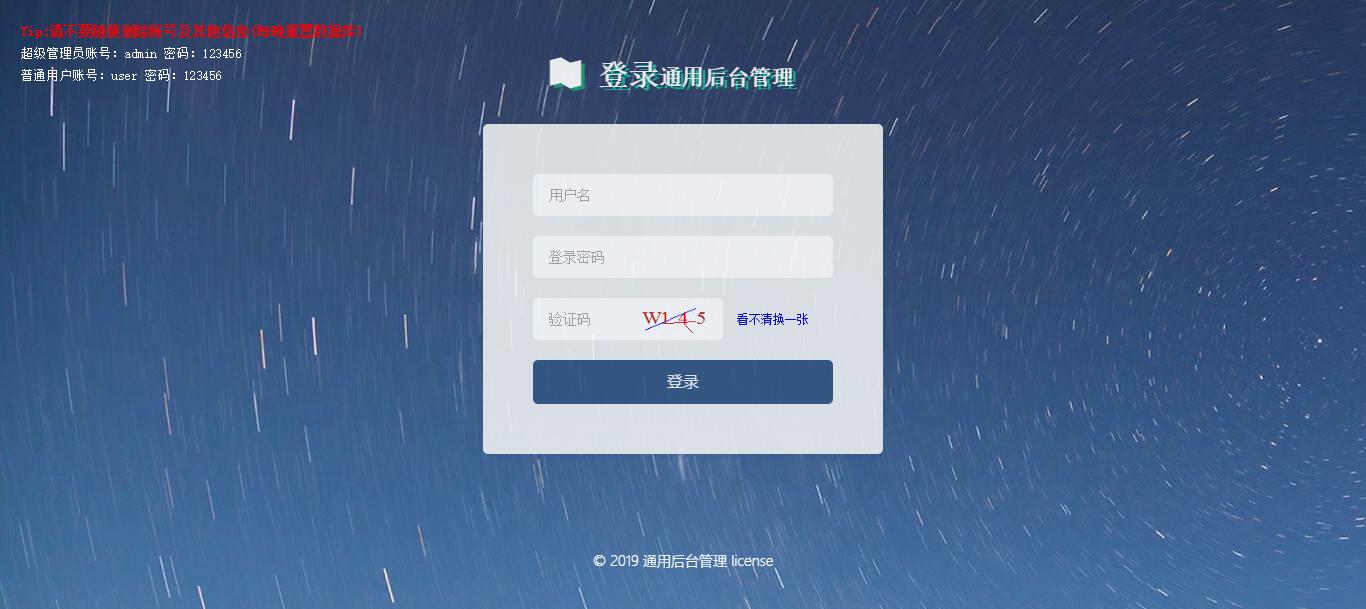 Tip:请不要随便删除账号及其他信息(每晚重置数据库)
超级管理员账号：admin 密码：123456
普通用户账号：user 密码：123456
登录通用后台管理
用户名
登录密码
验证码 W1 4 5 看不清换一张
登录
© 2019 通用后台管理 license